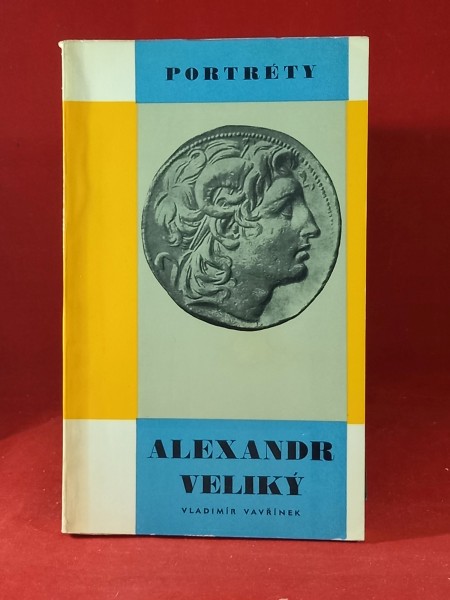 PORTRÉTY
ALEXANDR
VELIKÝ
VLADIMÍR VAVŘÍNEK